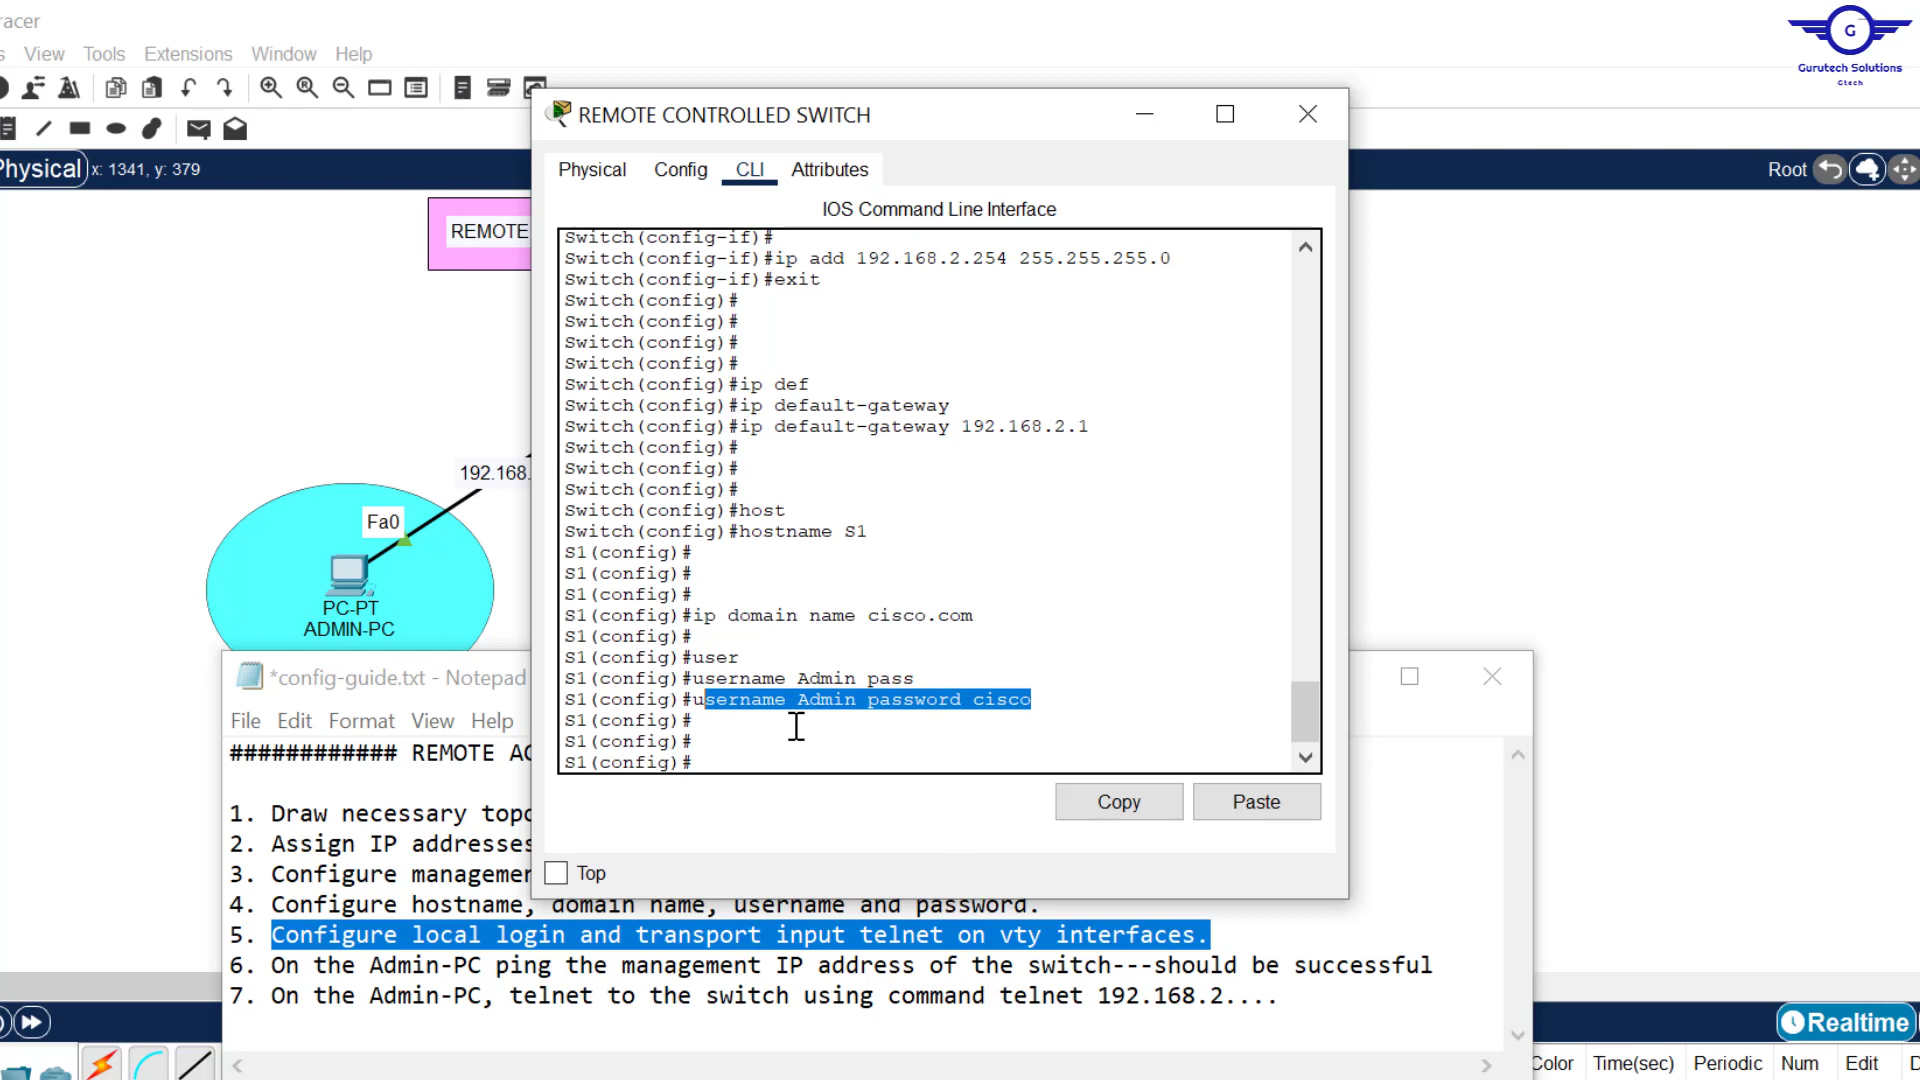 racer
s View Tools Extensions Window Help
G
Gurutech Solutions
Gtech
Physical x: 1341, y: 379
Root
REMOTE
192.168.
Fa0
PC-PT
ADMIN-PC
REMOTE CONTROLLED SWITCH
Physical Config CLI Attributes
IOS Command Line Interface
Switch(config-if)#
Switch(config-if)#ip add 192.168.2.254 255.255.255.0
Switch(config-if)#exit
Switch(config)#
Switch(config)#
Switch(config)#
Switch(config)#
Switch(config)#ip def
Switch(config)#ip default-gateway
Switch(config)#ip default-gateway 192.168.2.1
Switch(config)#
Switch(config)#
Switch(config)#
Switch(config)#host
Switch(config)#hostname S1
S1(config)#
S1(config)#
S1(config)#
S1(config)#ip domain name cisco.com
S1(config)#
S1(config)#user
S1(config)#username Admin pass
S1(config)#username Admin password cisco
S1(config)#
S1(config)#
S1(config)#
Copy Paste
Top
*config-guide.txt - Notepad
File Edit Format View Help
############ REMOTE AC
1. Draw necessary topo
2. Assign IP addresses
3. Configure managemen
4. Configure hostname, domain name, username and password.
5. Configure local login and transport input telnet on vty interfaces.
6. On the Admin-PC ping the management IP address of the switch---should be successful
7. On the Admin-PC, telnet to the switch using command telnet 192.168.2....
Realtime
Color Time(sec) Periodic Num Edit D